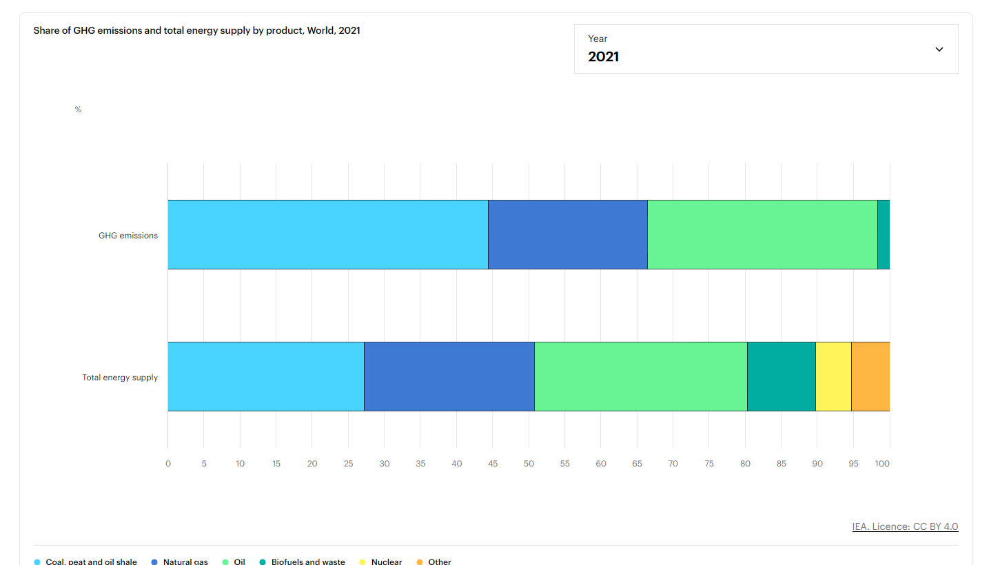 Share of GHG emissions and total energy supply by product, World, 2021
Year
2021
%
GHG emissions
Total energy supply
0 5 10 15 20 25 30 35 40 45 50 55 60 65 70 75 80 85 90 95 100
IEA. Licence: CC BY 4.0
Coal, peat and oil shale Natural gas Oil Biofuels and waste Nuclear Other